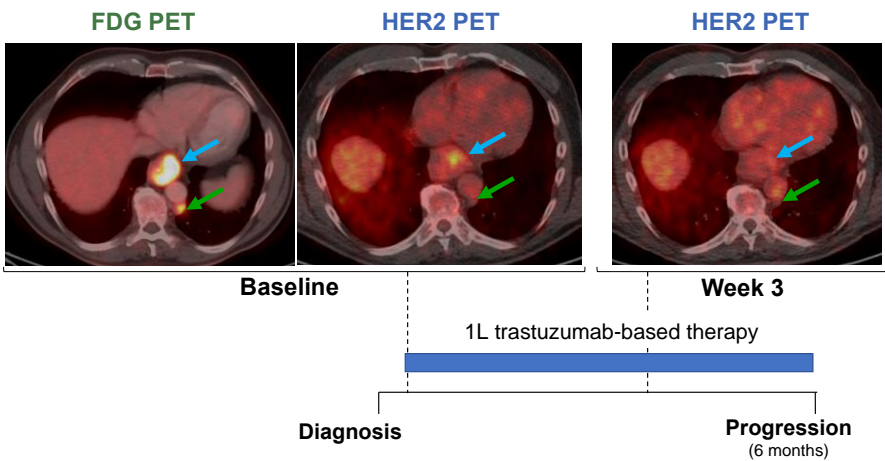 FDG PET
HER2 PET
HER2 PET
Baseline
Week 3
1L trastuzumab-based therapy
Diagnosis
Progression
(6 months)